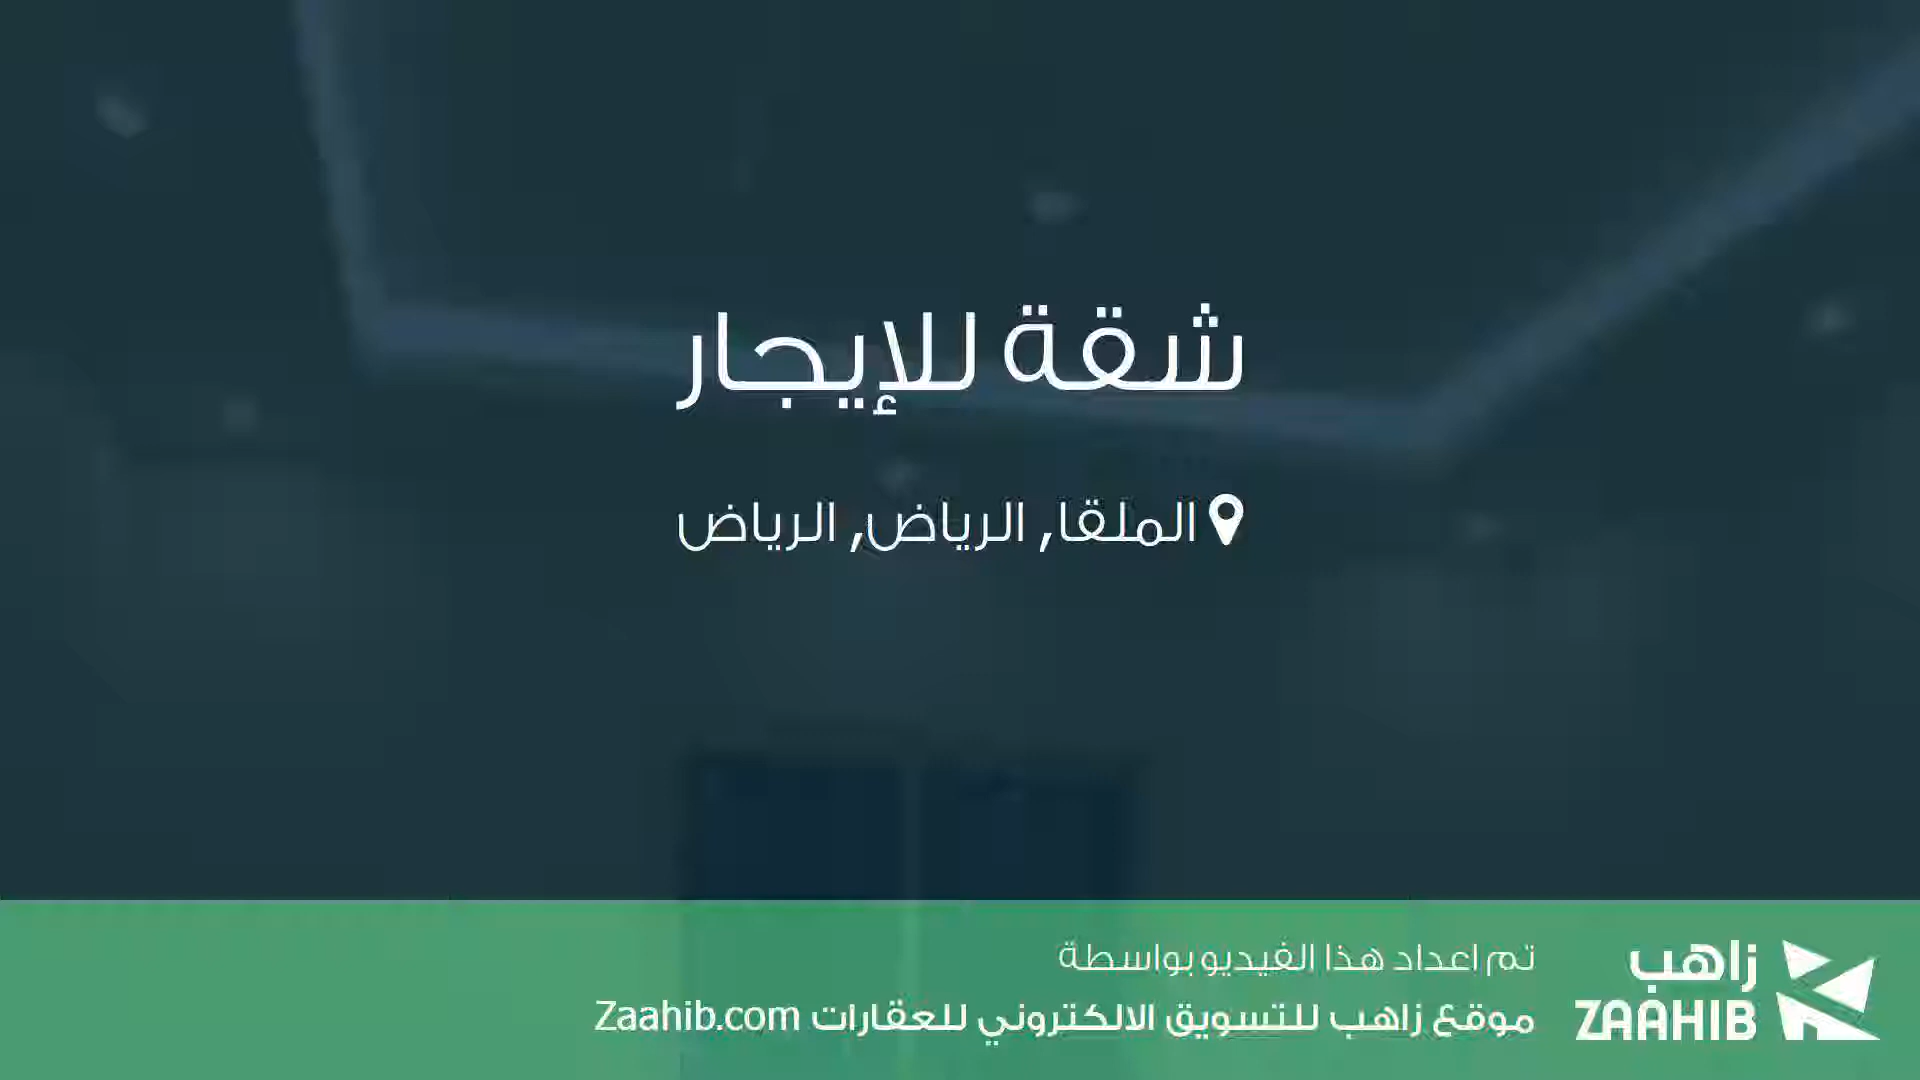 شقة للإيجار
الملقا, الرياض, الرياض
تم اعداد هذا الفيديو بواسطة
موقع زاهب للتسويق الالكتروني للعقارات Zaahib.com
زاهب
ZAAHIB